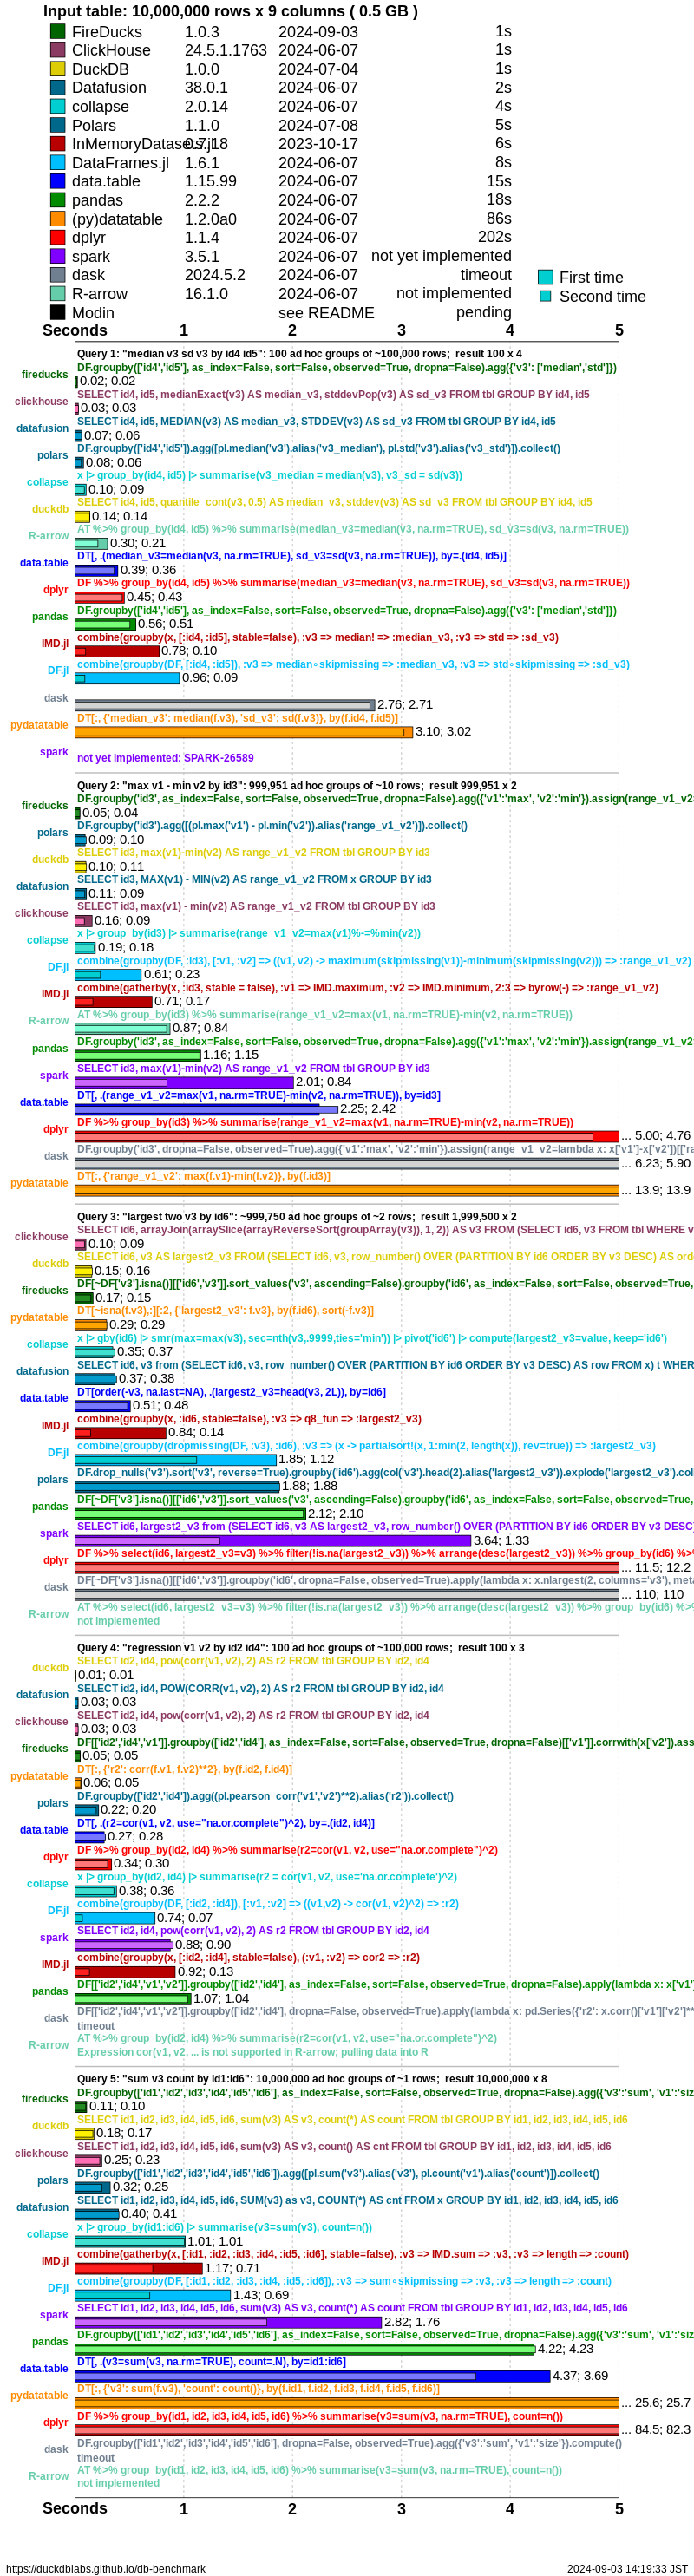 Input table: 10,000,000 rows x 9 columns ( 0.5 GB )
FireDucks 1.0.3 2024-09-03 1s
ClickHouse 24.5.1.1763 2024-06-07 1s
DuckDB 1.0.0 2024-07-04 1s
Datafusion 38.0.1 2024-06-07 2s
collapse 2.0.14 2024-06-07 4s
Polars 1.1.0 2024-07-08 5s
InMemoryDatasets.jl 0.7.18 2023-10-17 6s
DataFrames.jl 1.6.1 2024-06-07 8s
data.table 1.15.99 2024-06-07 15s
pandas 2.2.2 2024-06-07 18s
(py)datatable 1.2.0a0 2024-06-07 86s
dplyr 1.1.4 2024-06-07 202s
spark 3.5.1 2024-06-07 not yet implemented
dask 2024.5.2 2024-06-07 timeout
R-arrow 16.1.0 2024-06-07 not implemented
Modin see README pending
First time
Second time
Seconds 1 2 3 4 5
Query 1: "median v3 sd v3 by id4 id5": 100 ad hoc groups of ~100,000 rows; result 100 x 4
DF.groupby(['id4','id5'], as_index=False, sort=False, observed=True, dropna=False).agg({'v3': ['median','std']})
fireducks 0.02; 0.02
SELECT id4, id5, medianExact(v3) AS median_v3, stddevPop(v3) AS sd_v3 FROM tbl GROUP BY id4, id5
clickhouse 0.03; 0.03
SELECT id4, id5, MEDIAN(v3) AS median_v3, STDDEV(v3) AS sd_v3 FROM tbl GROUP BY id4, id5
datafusion 0.07; 0.06
DF.groupby(['id4','id5']).agg([pl.median('v3').alias('v3_median'), pl.std('v3').alias('v3_std')]).collect()
polars 0.08; 0.06
x |> group_by(id4, id5) |> summarise(v3_median = median(v3), v3_sd = sd(v3))
collapse 0.10; 0.09
SELECT id4, id5, quantile_cont(v3, 0.5) AS median_v3, stddev(v3) AS sd_v3 FROM tbl GROUP BY id4, id5
duckdb 0.14; 0.14
AT %>% group_by(id4, id5) %>% summarise(median_v3=median(v3, na.rm=TRUE), sd_v3=sd(v3, na.rm=TRUE))
R-arrow 0.30; 0.21
DT[, .(median_v3=median(v3, na.rm=TRUE), sd_v3=sd(v3, na.rm=TRUE)), by=.(id4, id5)]
data.table 0.39; 0.36
DF %>% group_by(id4, id5) %>% summarise(median_v3=median(v3, na.rm=TRUE), sd_v3=sd(v3, na.rm=TRUE))
dplyr 0.45; 0.43
DF.groupby(['id4','id5'], as_index=False, sort=False, observed=True, dropna=False).agg({'v3': ['median','std']})
pandas 0.56; 0.51
combine(groupby(x, [:id4, :id5], stable=false), :v3 => median! => :median_v3, :v3 => std => :sd_v3)
IMD.jl 0.78; 0.10
combine(groupby(DF, [:id4, :id5]), :v3 => median∘skipmissing => :median_v3, :v3 => std∘skipmissing => :sd_v3)
DF.jl 0.96; 0.09
dask 2.76; 2.71
DT[:, {'median_v3': median(f.v3), 'sd_v3': sd(f.v3)}, by(f.id4, f.id5)]
pydatatable 3.10; 3.02
spark not yet implemented: SPARK-26589
Query 2: "max v1 - min v2 by id3": 999,951 ad hoc groups of ~10 rows; result 999,951 x 2
DF.groupby('id3', as_index=False, sort=False, observed=True, dropna=False).agg({'v1':'max', 'v2':'min'}).assign(range_v1_v2
fireducks 0.05; 0.04
DF.groupby('id3').agg([(pl.max('v1') - pl.min('v2')).alias('range_v1_v2')]).collect()
polars 0.09; 0.10
SELECT id3, max(v1)-min(v2) AS range_v1_v2 FROM tbl GROUP BY id3
duckdb 0.10; 0.11
SELECT id3, MAX(v1) - MIN(v2) AS range_v1_v2 FROM x GROUP BY id3
datafusion 0.11; 0.09
SELECT id3, max(v1) - min(v2) AS range_v1_v2 FROM tbl GROUP BY id3
clickhouse 0.16; 0.09
x |> group_by(id3) |> summarise(range_v1_v2=max(v1)%-=%min(v2))
collapse 0.19; 0.18
combine(groupby(DF, :id3), [:v1, :v2] => ((v1, v2) -> maximum(skipmissing(v1))-minimum(skipmissing(v2))) => :range_v1_v2)
DF.jl 0.61; 0.23
combine(gatherby(x, :id3, stable = false), :v1 => IMD.maximum, :v2 => IMD.minimum, 2:3 => byrow(-) => :range_v1_v2)
IMD.jl 0.71; 0.17
AT %>% group_by(id3) %>% summarise(range_v1_v2=max(v1, na.rm=TRUE)-min(v2, na.rm=TRUE))
R-arrow 0.87; 0.84
DF.groupby('id3', as_index=False, sort=False, observed=True, dropna=False).agg({'v1':'max', 'v2':'min'}).assign(range_v1_v2
pandas 1.16; 1.15
SELECT id3, max(v1)-min(v2) AS range_v1_v2 FROM tbl GROUP BY id3
spark 2.01; 0.84
DT[, .(range_v1_v2=max(v1, na.rm=TRUE)-min(v2, na.rm=TRUE)), by=id3]
data.table 2.25; 2.42
DF %>% group_by(id3) %>% summarise(range_v1_v2=max(v1, na.rm=TRUE)-min(v2, na.rm=TRUE))
dplyr ... 5.00; 4.76
DF.groupby('id3', dropna=False, observed=True).agg({'v1':'max', 'v2':'min'}).assign(range_v1_v2=lambda x: x['v1']-x['v2'])[['ra
dask ... 6.23; 5.90
DT[:, {'range_v1_v2': max(f.v1)-min(f.v2)}, by(f.id3)]
pydatatable ... 13.9; 13.9
Query 3: "largest two v3 by id6": ~999,750 ad hoc groups of ~2 rows; result 1,999,500 x 2
SELECT id6, arrayJoin(arraySlice(arrayReverseSort(groupArray(v3)), 1, 2)) AS v3 FROM (SELECT id6, v3 FROM tbl WHERE v
clickhouse 0.10; 0.09
SELECT id6, v3 AS largest2_v3 FROM (SELECT id6, v3, row_number() OVER (PARTITION BY id6 ORDER BY v3 DESC) AS ord
duckdb 0.15; 0.16
DF[~DF['v3'].isna()][['id6','v3']].sort_values('v3', ascending=False).groupby('id6', as_index=False, sort=False, observed=True,
fireducks 0.17; 0.15
DT[~isna(f.v3),:][:2, {'largest2_v3': f.v3}, by(f.id6), sort(-f.v3)]
pydatatable 0.29; 0.29
x |> gby(id6) |> smr(max=max(v3), sec=nth(v3,.9999,ties='min')) |> pivot('id6') |> compute(largest2_v3=value, keep='id6')
collapse 0.35; 0.37
SELECT id6, v3 from (SELECT id6, v3, row_number() OVER (PARTITION BY id6 ORDER BY v3 DESC) AS row FROM x) t WHER
datafusion 0.37; 0.38
DT[order(-v3, na.last=NA), .(largest2_v3=head(v3, 2L)), by=id6]
data.table 0.51; 0.48
combine(groupby(x, :id6, stable=false), :v3 => q8_fun => :largest2_v3)
IMD.jl 0.84; 0.14
combine(groupby(dropmissing(DF, :v3), :id6), :v3 => (x -> partialsort!(x, 1:min(2, length(x)), rev=true)) => :largest2_v3)
DF.jl 1.85; 1.12
DF.drop_nulls('v3').sort('v3', reverse=True).groupby('id6').agg(col('v3').head(2).alias('largest2_v3')).explode('largest2_v3').col
polars 1.88; 1.88
DF[~DF['v3'].isna()][['id6','v3']].sort_values('v3', ascending=False).groupby('id6', as_index=False, sort=False, observed=True,
pandas 2.12; 2.10
SELECT id6, largest2_v3 from (SELECT id6, v3 AS largest2_v3, row_number() OVER (PARTITION BY id6 ORDER BY v3 DESC
spark 3.64; 1.33
DF %>% select(id6, largest2_v3=v3) %>% filter(!is.na(largest2_v3)) %>% arrange(desc(largest2_v3)) %>% group_by(id6) %>%
dplyr ... 11.5; 12.2
DF[~DF['v3'].isna()][['id6','v3']].groupby('id6', dropna=False, observed=True).apply(lambda x: x.nlargest(2, columns='v3'), meta
dask ... 110; 110
AT %>% select(id6, largest2_v3=v3) %>% filter(!is.na(largest2_v3)) %>% arrange(desc(largest2_v3)) %>% group_by(id6) %>%
R-arrow not implemented
Query 4: "regression v1 v2 by id2 id4": 100 ad hoc groups of ~100,000 rows; result 100 x 3
SELECT id2, id4, pow(corr(v1, v2), 2) AS r2 FROM tbl GROUP BY id2, id4
duckdb 0.01; 0.01
SELECT id2, id4, POW(CORR(v1, v2), 2) AS r2 FROM tbl GROUP BY id2, id4
datafusion 0.03; 0.03
SELECT id2, id4, pow(corr(v1, v2), 2) AS r2 FROM tbl GROUP BY id2, id4
clickhouse 0.03; 0.03
DF[['id2','id4','v1']].groupby(['id2','id4'], as_index=False, sort=False, observed=True, dropna=False)[['v1']].corrwith(x['v2']).ass
fireducks 0.05; 0.05
DT[:, {'r2': corr(f.v1, f.v2)**2}, by(f.id2, f.id4)]
pydatatable 0.06; 0.05
DF.groupby(['id2','id4']).agg((pl.pearson_corr('v1','v2')**2).alias('r2')).collect()
polars 0.22; 0.20
DT[, .(r2=cor(v1, v2, use="na.or.complete")^2), by=.(id2, id4)]
data.table 0.27; 0.28
DF %>% group_by(id2, id4) %>% summarise(r2=cor(v1, v2, use="na.or.complete")^2)
dplyr 0.34; 0.30
x |> group_by(id2, id4) |> summarise(r2 = cor(v1, v2, use='na.or.complete')^2)
collapse 0.38; 0.36
combine(groupby(DF, [:id2, :id4]), [:v1, :v2] => ((v1,v2) -> cor(v1, v2)^2) => :r2)
DF.jl 0.74; 0.07
SELECT id2, id4, pow(corr(v1, v2), 2) AS r2 FROM tbl GROUP BY id2, id4
spark 0.88; 0.90
combine(groupby(x, [:id2, :id4], stable=false), (:v1, :v2) => cor2 => :r2)
IMD.jl 0.92; 0.13
DF[['id2','id4','v1','v2']].groupby(['id2','id4'], as_index=False, sort=False, observed=True, dropna=False).apply(lambda x: x['v1']
pandas 1.07; 1.04
DF[['id2','id4','v1','v2']].groupby(['id2','id4'], dropna=False, observed=True).apply(lambda x: pd.Series({'r2': x.corr()['v1']['v2']**
dask timeout
AT %>% group_by(id2, id4) %>% summarise(r2=cor(v1, v2, use="na.or.complete")^2)
R-arrow Expression cor(v1, v2, ... is not supported in R-arrow; pulling data into R
Query 5: "sum v3 count by id1:id6": 10,000,000 ad hoc groups of ~1 rows; result 10,000,000 x 8
DF.groupby(['id1','id2','id3','id4','id5','id6'], as_index=False, sort=False, observed=True, dropna=False).agg({'v3':'sum', 'v1':'size
fireducks 0.11; 0.10
SELECT id1, id2, id3, id4, id5, id6, sum(v3) AS v3, count(*) AS count FROM tbl GROUP BY id1, id2, id3, id4, id5, id6
duckdb 0.18; 0.17
SELECT id1, id2, id3, id4, id5, id6, sum(v3) AS v3, count() AS cnt FROM tbl GROUP BY id1, id2, id3, id4, id5, id6
clickhouse 0.25; 0.23
DF.groupby(['id1','id2','id3','id4','id5','id6']).agg([pl.sum('v3').alias('v3'), pl.count('v1').alias('count')]).collect()
polars 0.32; 0.25
SELECT id1, id2, id3, id4, id5, id6, SUM(v3) as v3, COUNT(*) AS cnt FROM x GROUP BY id1, id2, id3, id4, id5, id6
datafusion 0.40; 0.41
x |> group_by(id1:id6) |> summarise(v3=sum(v3), count=n())
collapse 1.01; 1.01
combine(gatherby(x, [:id1, :id2, :id3, :id4, :id5, :id6], stable=false), :v3 => IMD.sum => :v3, :v3 => length => :count)
IMD.jl 1.17; 0.71
combine(groupby(DF, [:id1, :id2, :id3, :id4, :id5, :id6]), :v3 => sum∘skipmissing => :v3, :v3 => length => :count)
DF.jl 1.43; 0.69
SELECT id1, id2, id3, id4, id5, id6, sum(v3) AS v3, count(*) AS count FROM tbl GROUP BY id1, id2, id3, id4, id5, id6
spark 2.82; 1.76
DF.groupby(['id1','id2','id3','id4','id5','id6'], as_index=False, sort=False, observed=True, dropna=False).agg({'v3':'sum', 'v1':'size
pandas 4.22; 4.23
DT[, .(v3=sum(v3, na.rm=TRUE), count=.N), by=id1:id6]
data.table 4.37; 3.69
DT[:, {'v3': sum(f.v3), 'count': count()}, by(f.id1, f.id2, f.id3, f.id4, f.id5, f.id6)]
pydatatable ... 25.6; 25.7
DF %>% group_by(id1, id2, id3, id4, id5, id6) %>% summarise(v3=sum(v3, na.rm=TRUE), count=n())
dplyr ... 84.5; 82.3
DF.groupby(['id1','id2','id3','id4','id5','id6'], dropna=False, observed=True).agg({'v3':'sum', 'v1':'size'}).compute()
dask timeout
AT %>% group_by(id1, id2, id3, id4, id5, id6) %>% summarise(v3=sum(v3, na.rm=TRUE), count=n())
R-arrow not implemented
Seconds 1 2 3 4 5
https://duckdblabs.github.io/db-benchmark 2024-09-03 14:19:33 JST